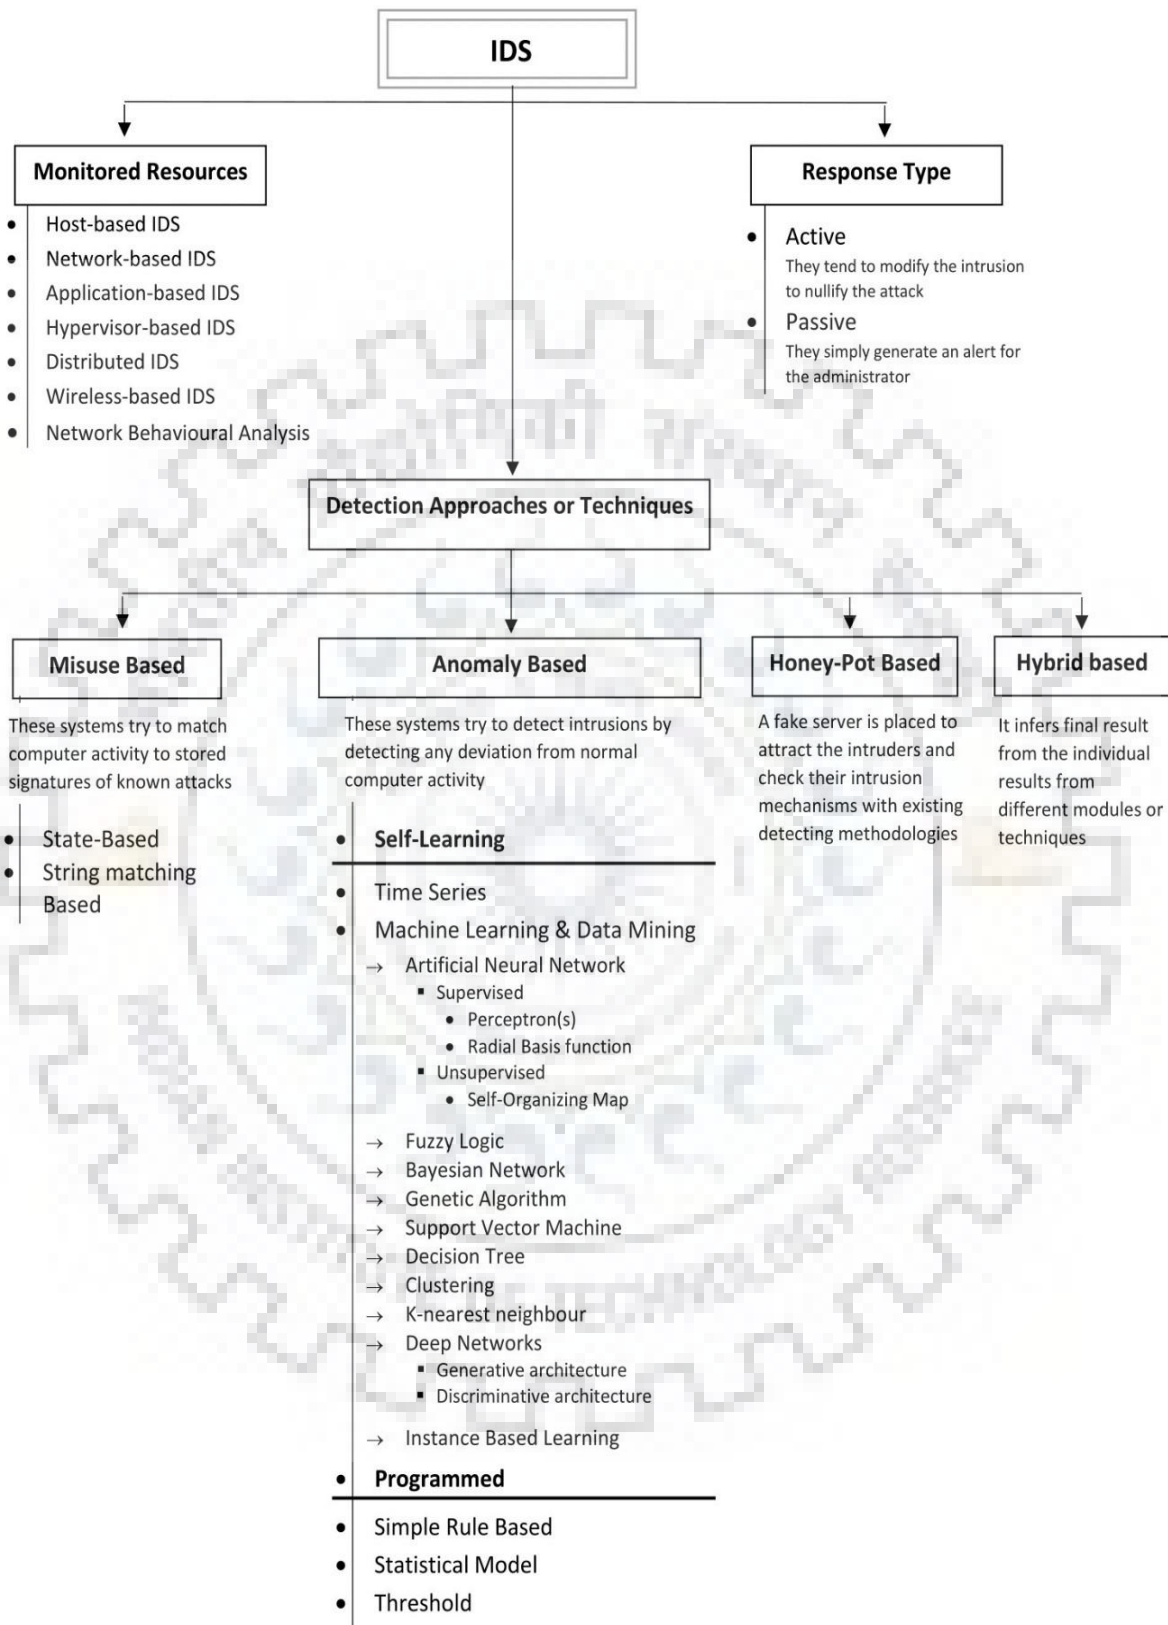 IDS
Monitored Resources
• Host-based IDS
• Network-based IDS
• Application-based IDS
• Hypervisor-based IDS
• Distributed IDS
• Wireless-based IDS
• Network Behavioural Analysis
Response Type
• Active
They tend to modify the intrusion
to nullify the attack
• Passive
They simply generate an alert for
the administrator
Detection Approaches or Techniques
Misuse Based
These systems try to match
computer activity to stored
signatures of known attacks
• State-Based
• String matching
Based
Anomaly Based
These systems try to detect intrusions by
detecting any deviation from normal
computer activity
• Self-Learning
• Time Series
• Machine Learning & Data Mining
→ Artificial Neural Network
▪ Supervised
• Perceptron(s)
• Radial Basis function
▪ Unsupervised
• Self-Organizing Map
→ Fuzzy Logic
→ Bayesian Network
→ Genetic Algorithm
→ Support Vector Machine
→ Decision Tree
→ Clustering
→ K-nearest neighbour
→ Deep Networks
▪ Generative architecture
▪ Discriminative architecture
→ Instance Based Learning
• Programmed
• Simple Rule Based
• Statistical Model
• Threshold
Honey-Pot Based
A fake server is placed to
attract the intruders and
check their intrusion
mechanisms with existing
detecting methodologies
Hybrid based
It infers final result
from the individual
results from
different modules or
techniques